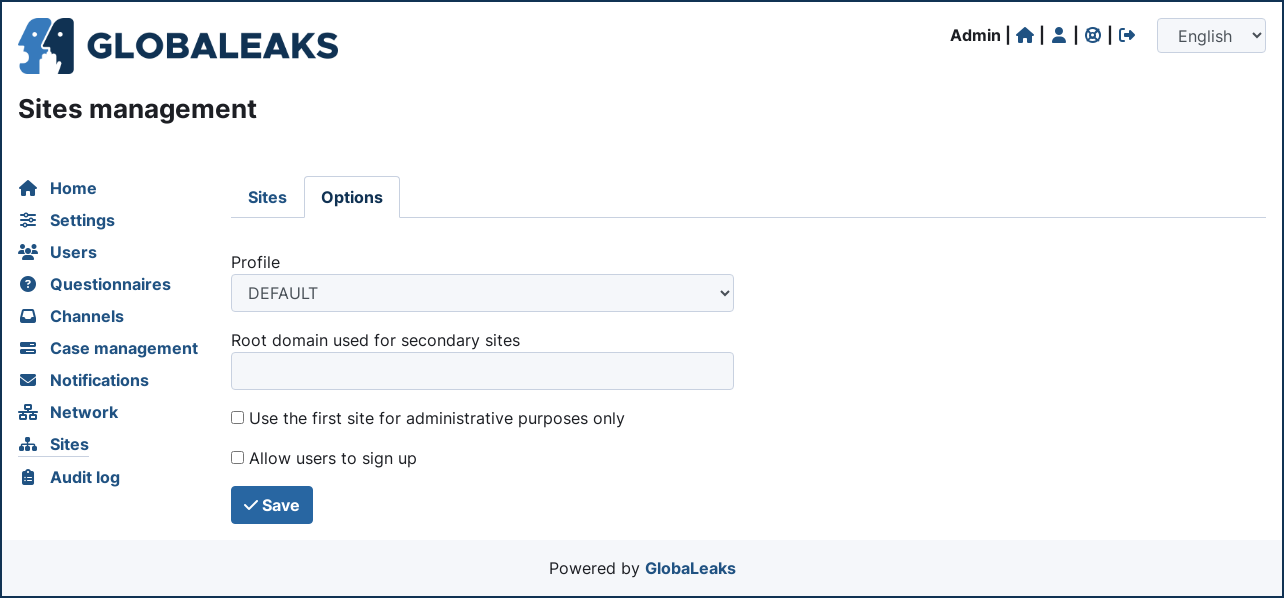 GLOBALEAKS
Admin | | | |
English
Sites management
Home
Settings
Users
Questionnaires
Channels
Case management
Notifications
Network
Sites
Audit log
Sites
Options
Profile
DEFAULT
Root domain used for secondary sites
Use the first site for administrative purposes only
Allow users to sign up
Save
Powered by GlobaLeaks